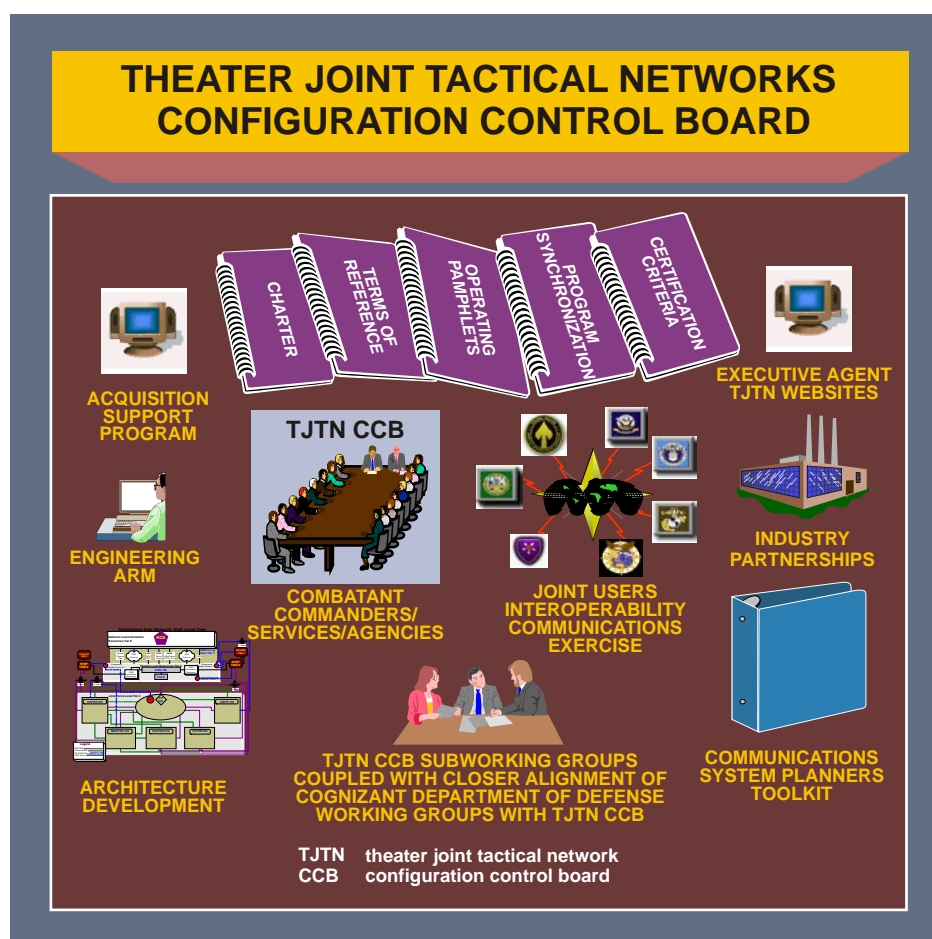 THEATER JOINT TACTICAL NETWORKS
CONFIGURATION CONTROL BOARD
CHARTER
TERMS OF
REFERENCE
OPERATING
PAMPHLETS
PROGRAM
SYNCHRONIZATION
CERTIFICATION
CRITERIA
ACQUISITION
SUPPORT
PROGRAM
EXECUTIVE AGENT
TJTN WEBSITES
TJTN CCB
ENGINEERING
ARM
COMBATANT
COMMANDERS/
SERVICES/AGENCIES
JOINT USERS
INTEROPERABILITY
COMMUNICATIONS
EXERCISE
INDUSTRY
PARTNERSHIPS
ARCHITECTURE
DEVELOPMENT
TJTN CCB SUBWORKING GROUPS
COUPLED WITH CLOSER ALIGNMENT OF
COGNIZANT DEPARTMENT OF DEFENSE
WORKING GROUPS WITH TJTN CCB
COMMUNICATIONS
SYSTEM PLANNERS
TOOLKIT
TJTN theater joint tactical network
CCB configuration control board